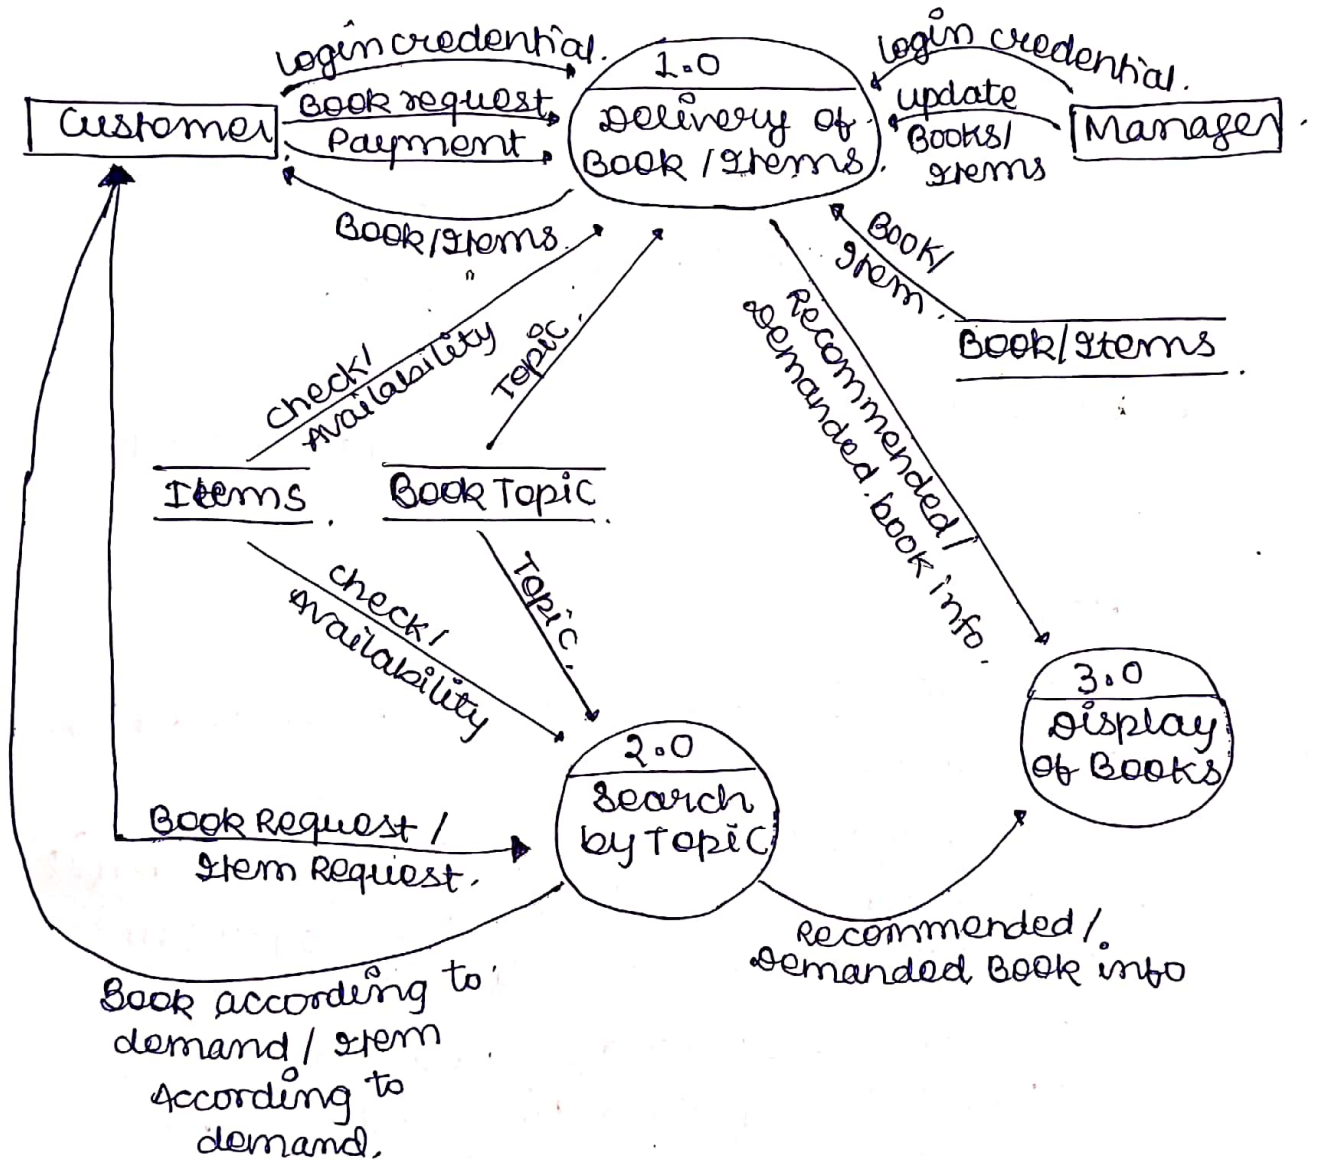 Login credential.
Book request
Payment
Customer
Book/Items.
1.0
Delivery of
Book/Items.
Login credential.
update
Books/
Items
Manager.
Book/
Item.
Book/Items.
check/
Availability
Topic.
Recommended/
Demanded. book info.
Items.
Book Topic.
check/
Availability
Topic.
3.0
Display
of Books
2.0
Search
by Topic
Book Request/
Item Request.
Recommended/.
Demanded Book info
Book according to
demand/Item
According to
demand.